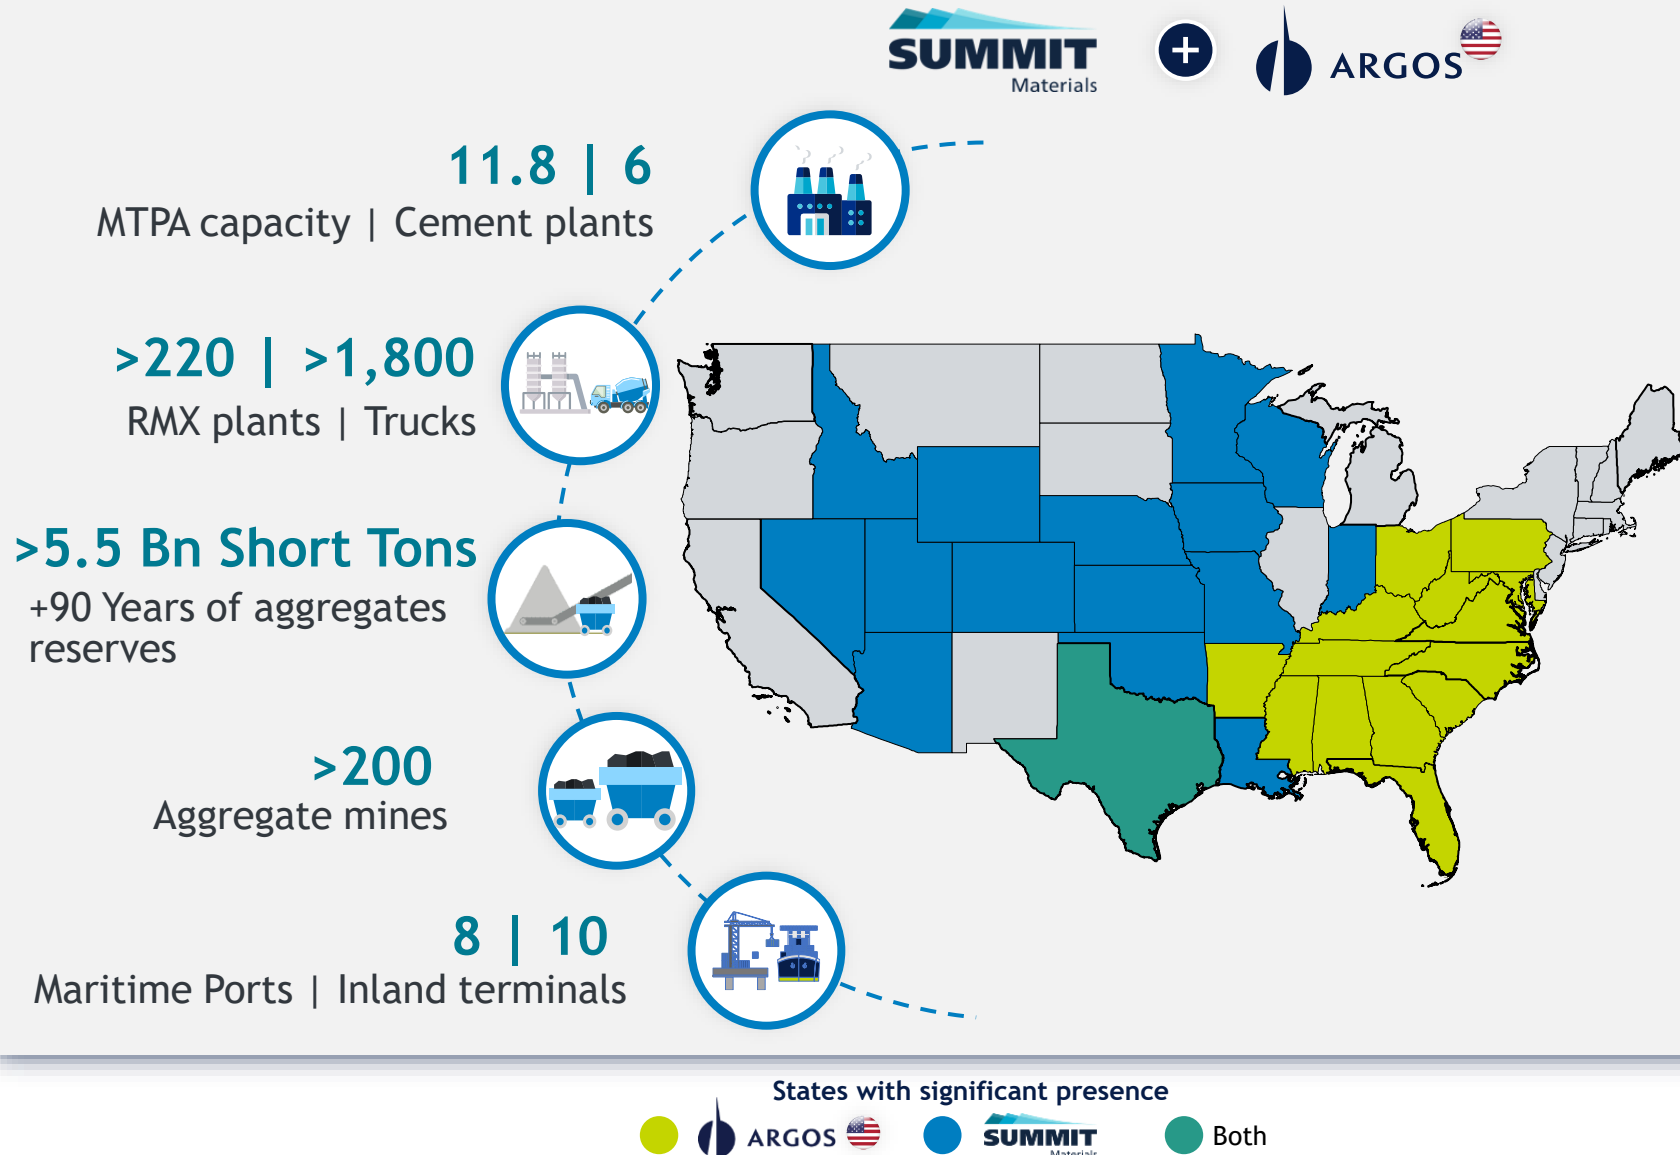 SUMMIT
Materials
+
ARGOS
11.8 | 6
MTPA capacity | Cement plants
>220 | >1,800
RMX plants | Trucks
>5.5 Bn Short Tons
+90 Years of aggregates
reserves
>200
Aggregate mines
8 | 10
Maritime Ports | Inland terminals
States with significant presence
ARGOS
SUMMIT
Materials
Both